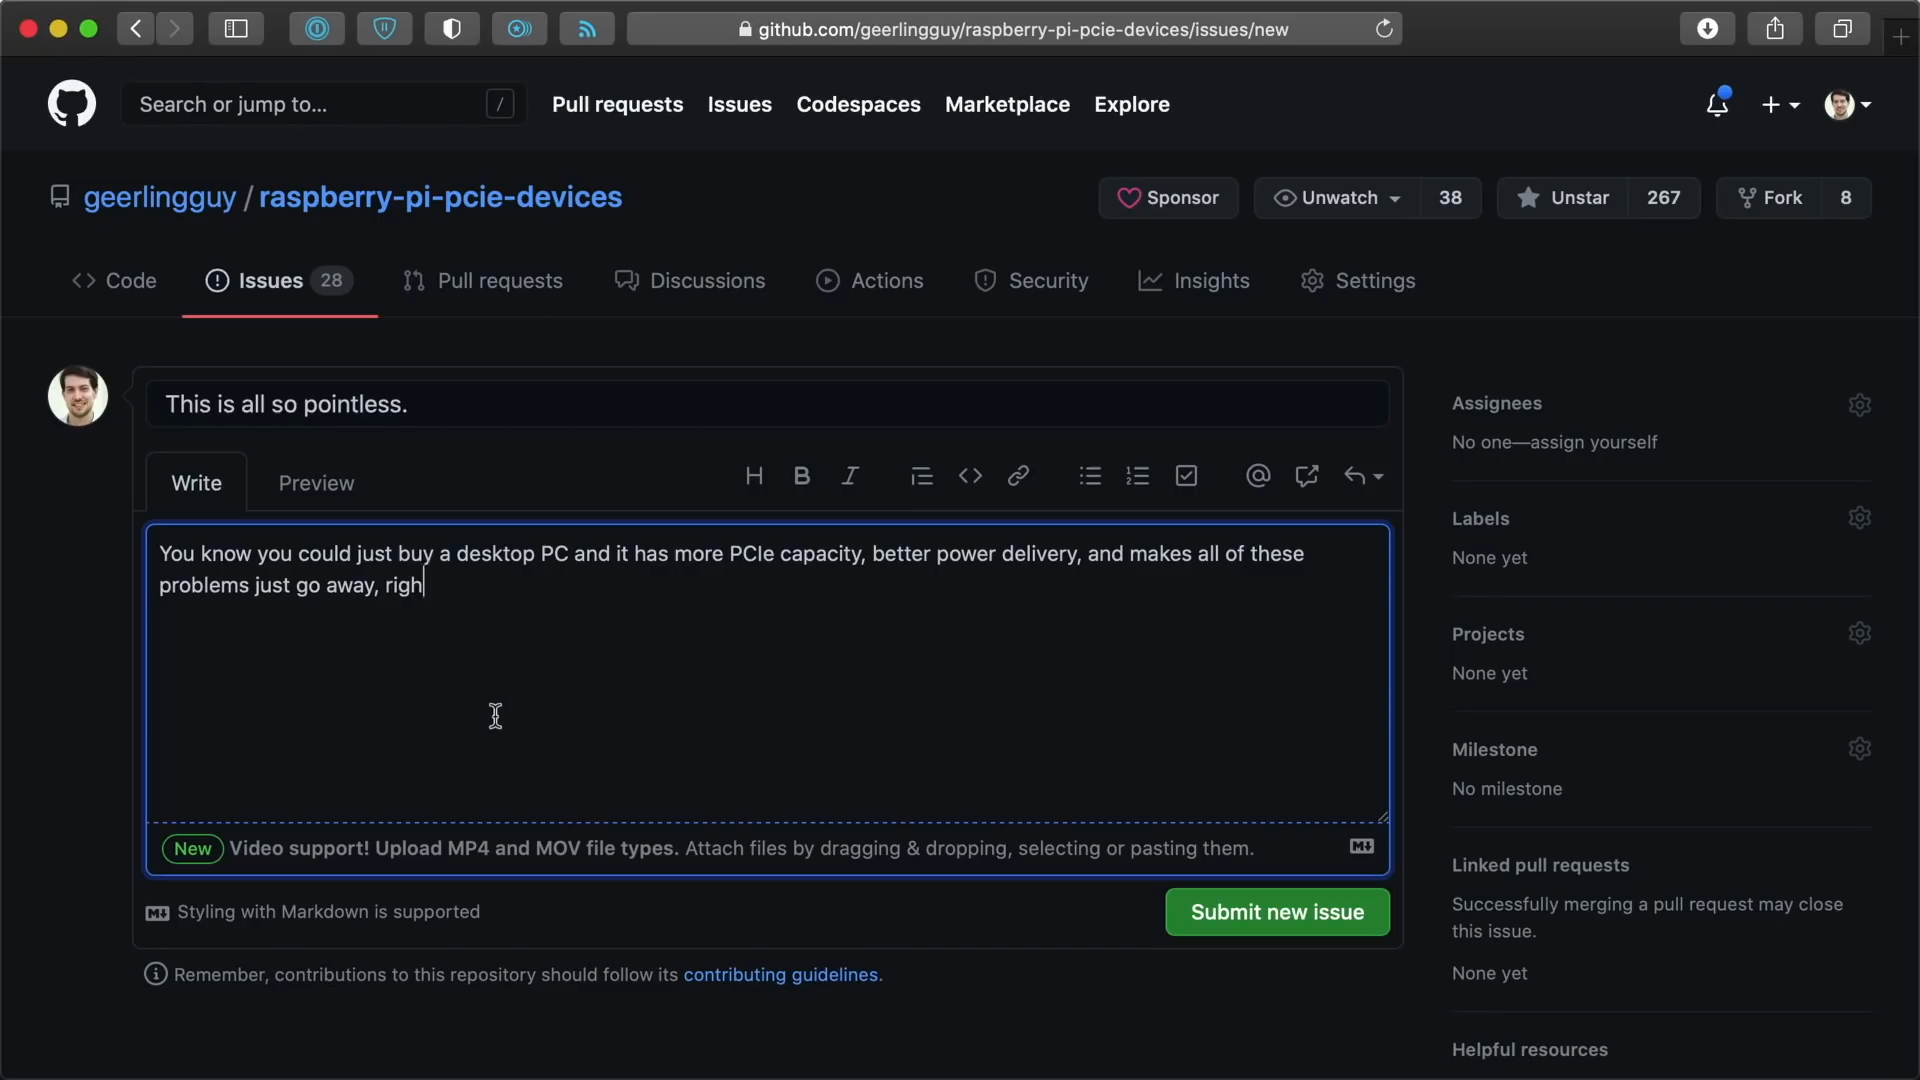 github.com/geerlingguy/raspberry-pi-pcie-devices/issues/new
Search or jump to... /
Pull requests Issues Codespaces Marketplace Explore
geerlingguy / raspberry-pi-pcie-devices
Sponsor Unwatch 38 Unstar 267 Fork 8
Code Issues 28 Pull requests Discussions Actions Security Insights Settings
This is all so pointless.
Write Preview
You know you could just buy a desktop PC and it has more PCIe capacity, better power delivery, and makes all of these
problems just go away, righ
New Video support! Upload MP4 and MOV file types. Attach files by dragging & dropping, selecting or pasting them.
Styling with Markdown is supported
Submit new issue
Remember, contributions to this repository should follow its contributing guidelines.
Assignees
No one—assign yourself
Labels
None yet
Projects
None yet
Milestone
No milestone
Linked pull requests
Successfully merging a pull request may close
this issue.
None yet
Helpful resources